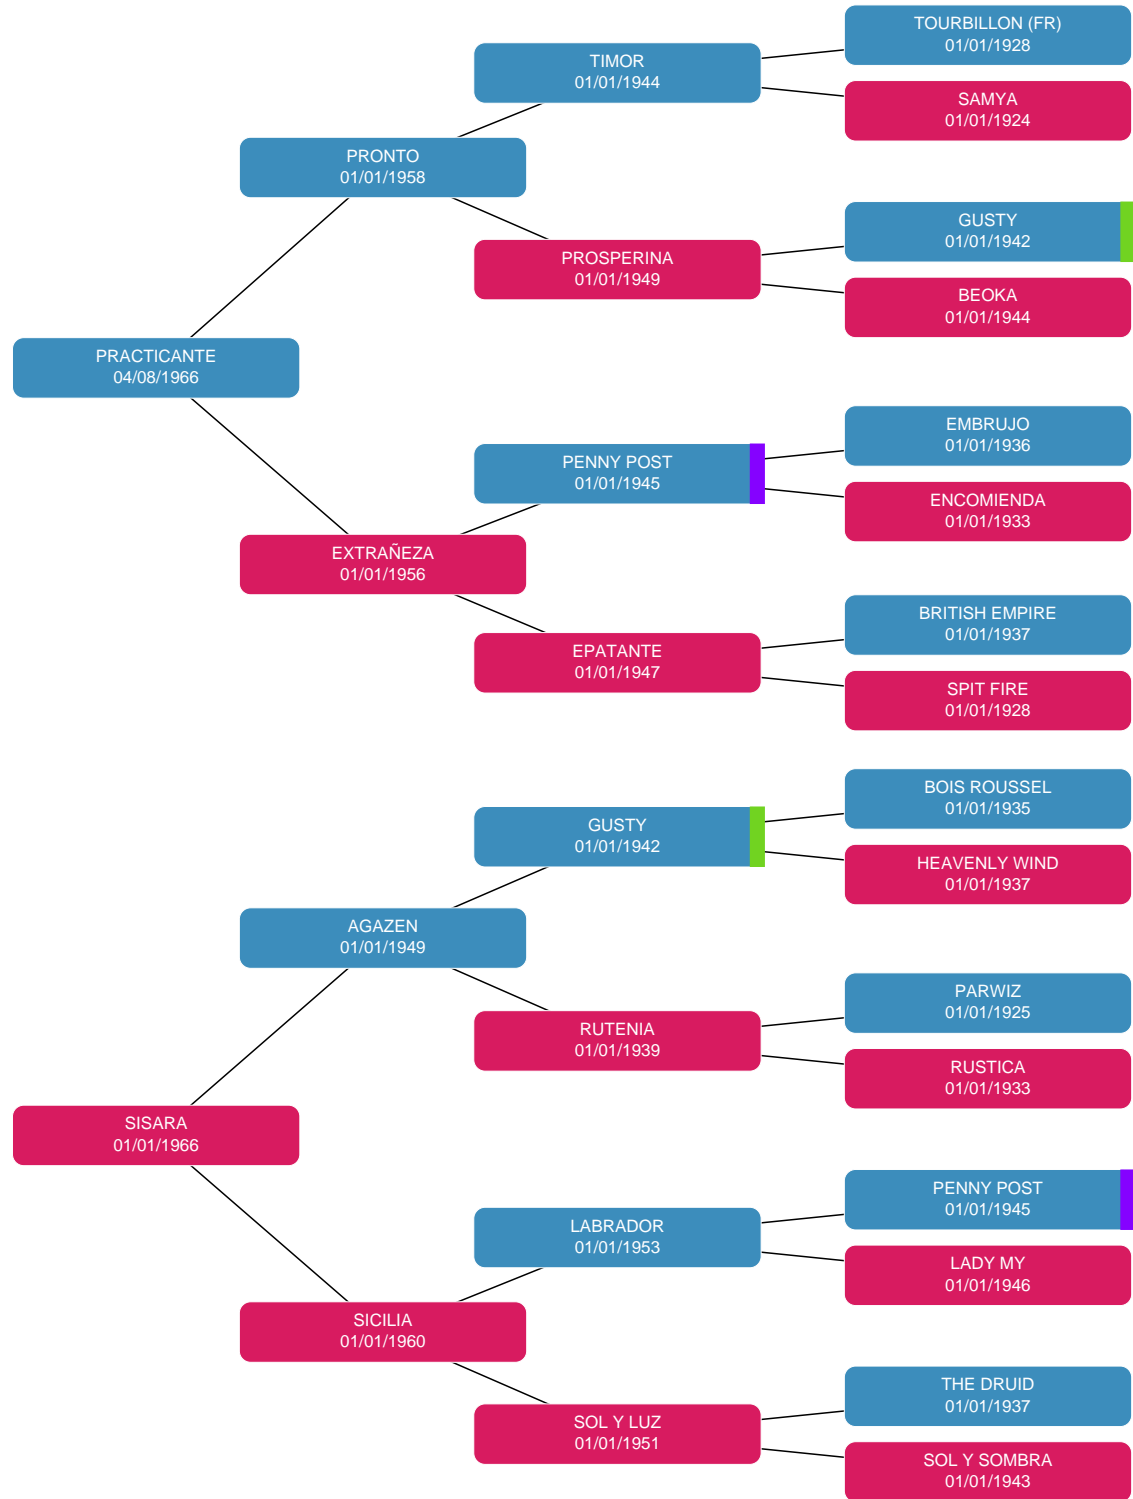 TOURBILLON (FR)
01/01/1928
TIMOR
01/01/1944
SAMYA
01/01/1924
PRONTO
01/01/1958
GUSTY
01/01/1942
PROSPERINA
01/01/1949
BEOKA
01/01/1944
PRACTICANTE
04/08/1966
EMBRUJO
01/01/1936
PENNY POST
01/01/1945
ENCOMIENDA
01/01/1933
EXTRAÑEZA
01/01/1956
BRITISH EMPIRE
01/01/1937
EPATANTE
01/01/1947
SPIT FIRE
01/01/1928
BOIS ROUSSEL
01/01/1935
GUSTY
01/01/1942
HEAVENLY WIND
01/01/1937
AGAZEN
01/01/1949
PARWIZ
01/01/1925
RUTENIA
01/01/1939
RUSTICA
01/01/1933
SISARA
01/01/1966
PENNY POST
01/01/1945
LABRADOR
01/01/1953
LADY MY
01/01/1946
SICILIA
01/01/1960
THE DRUID
01/01/1937
SOL Y LUZ
01/01/1951
SOL Y SOMBRA
01/01/1943